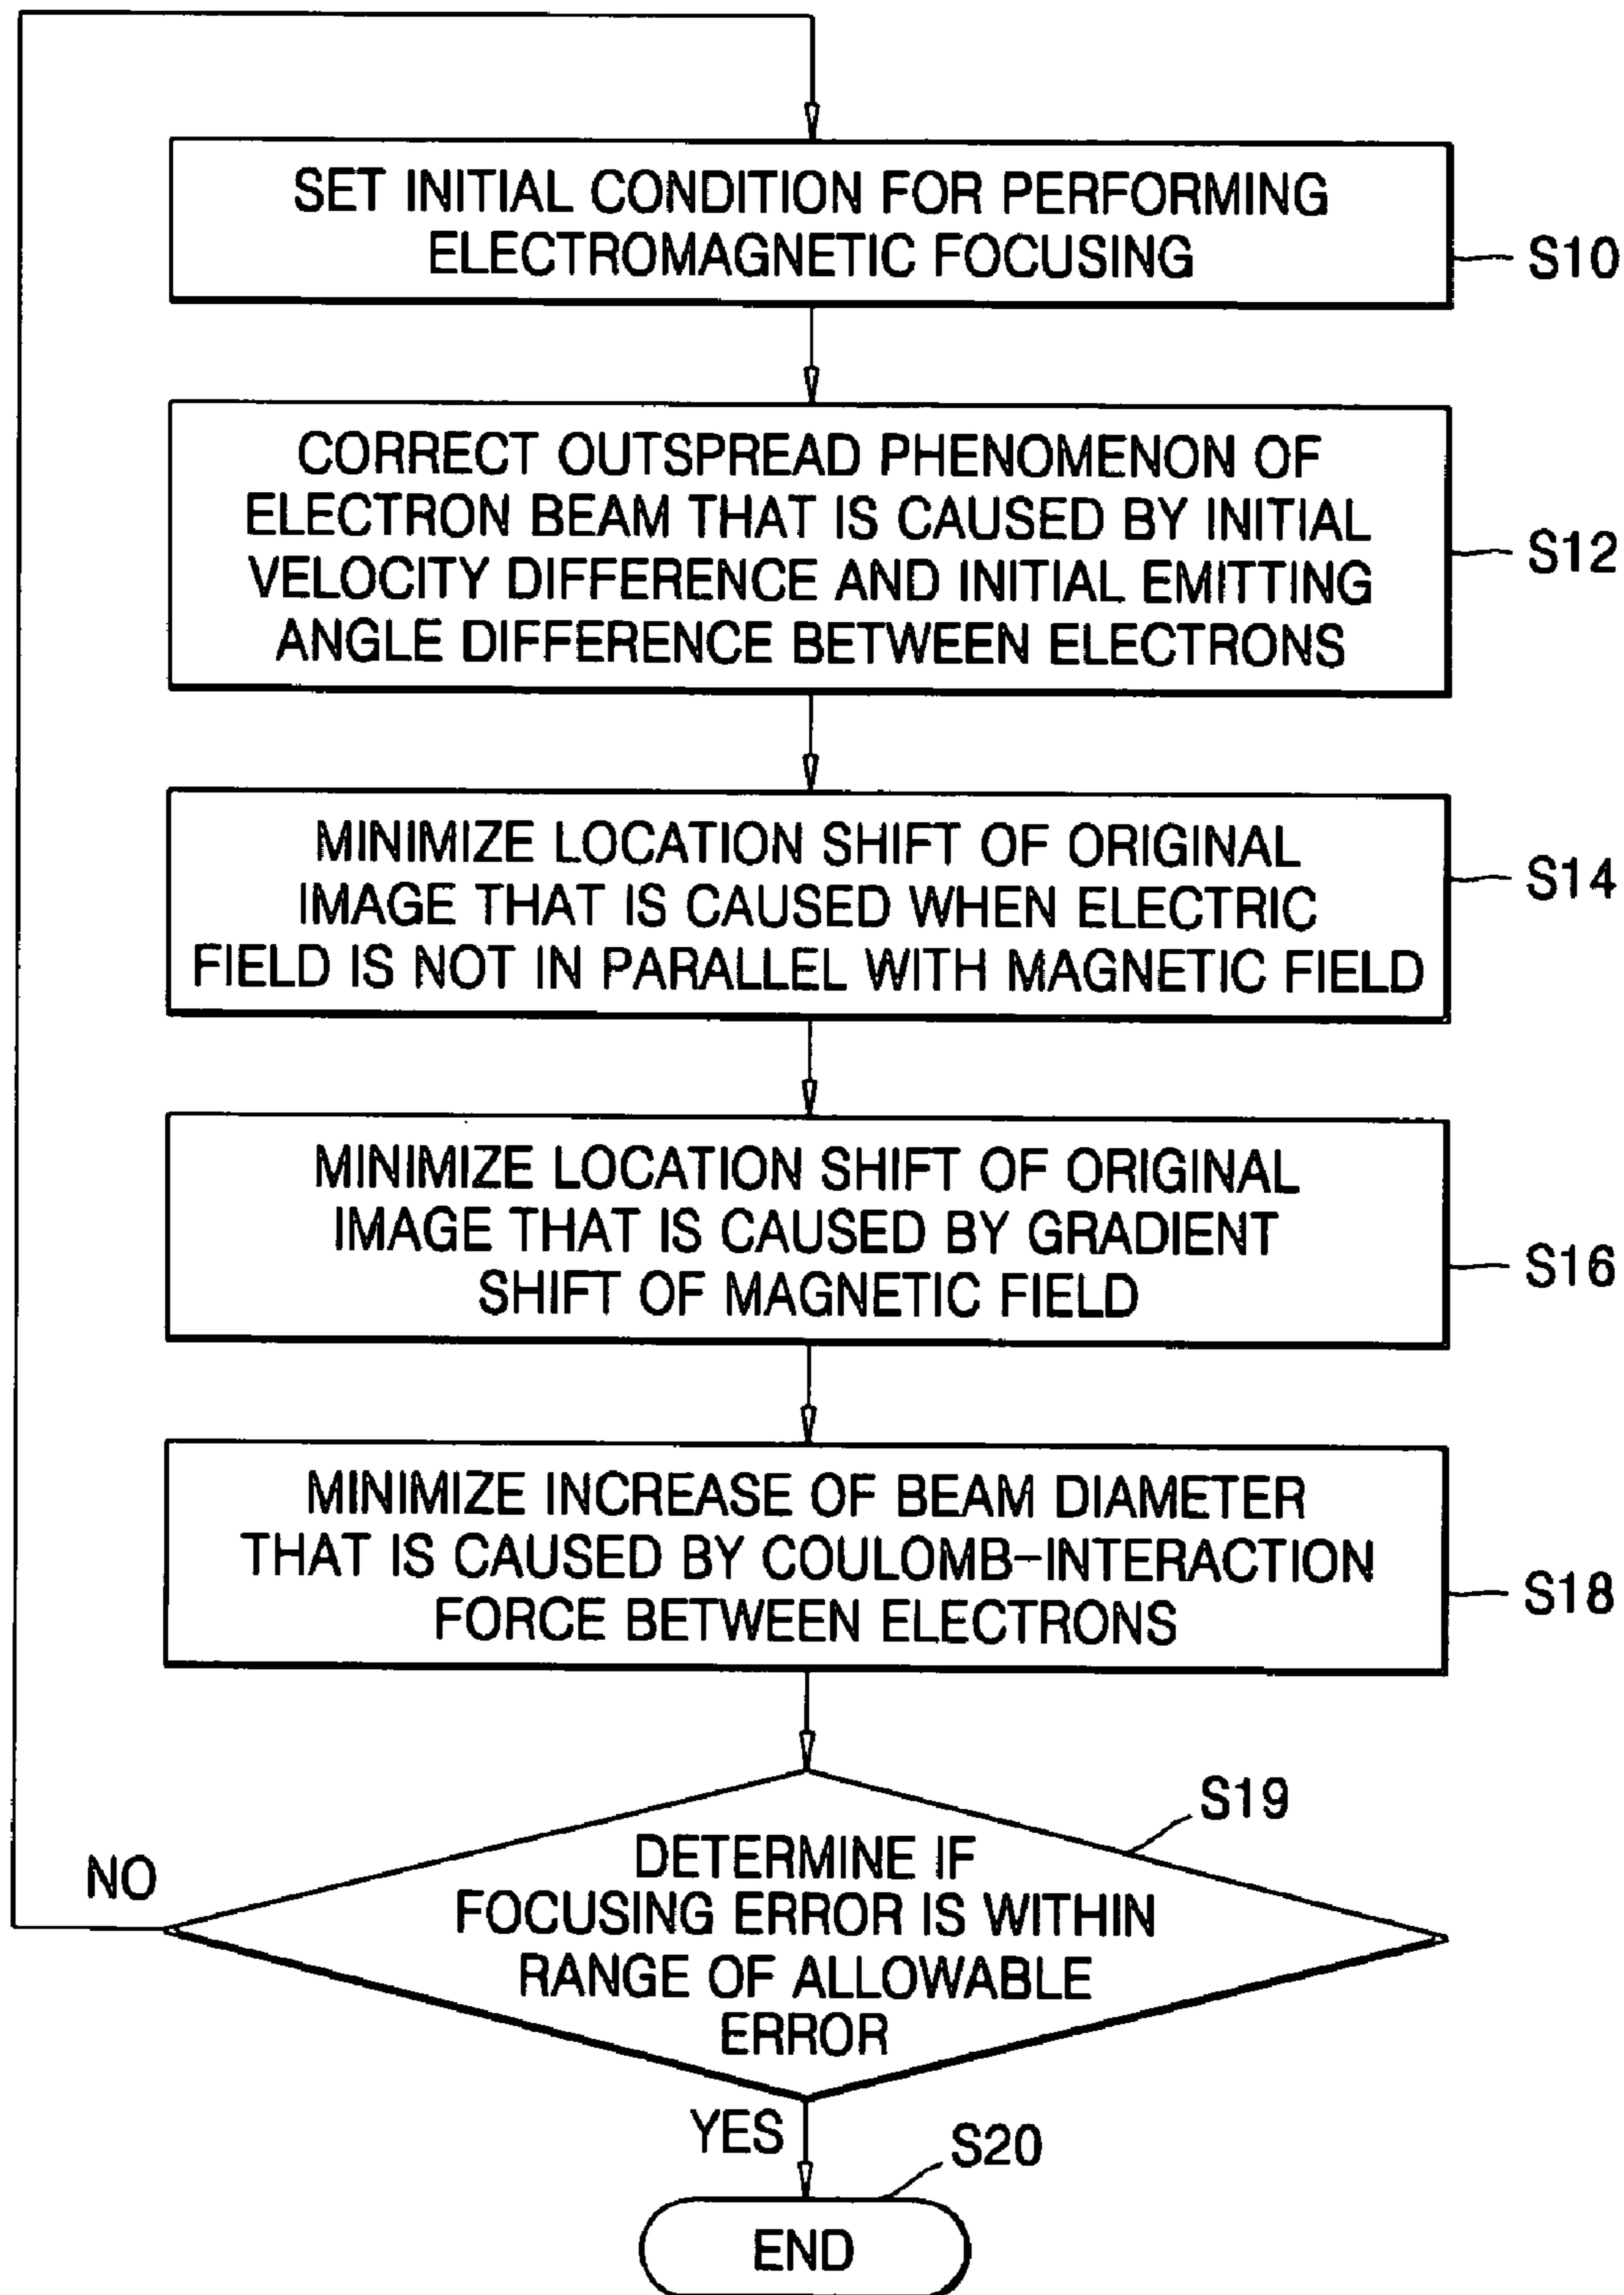 SET INITIAL CONDITION FOR PERFORMING
ELECTROMAGNETIC FOCUSING
S10
CORRECT OUTSPREAD PHENOMENON OF
ELECTRON BEAM THAT IS CAUSED BY INITIAL
VELOCITY DIFFERENCE AND INITIAL EMITTING
ANGLE DIFFERENCE BETWEEN ELECTRONS
S12
MINIMIZE LOCATION SHIFT OF ORIGINAL
IMAGE THAT IS CAUSED WHEN ELECTRIC
FIELD IS NOT IN PARALLEL WITH MAGNETIC FIELD
S14
MINIMIZE LOCATION SHIFT OF ORIGINAL
IMAGE THAT IS CAUSED BY GRADIENT
SHIFT OF MAGNETIC FIELD
S16
MINIMIZE INCREASE OF BEAM DIAMETER
THAT IS CAUSED BY COULOMB-INTERACTION
FORCE BETWEEN ELECTRONS
S18
S19
NO
DETERMINE IF
FOCUSING ERROR IS WITHIN
RANGE OF ALLOWABLE
ERROR
YES
S20
END